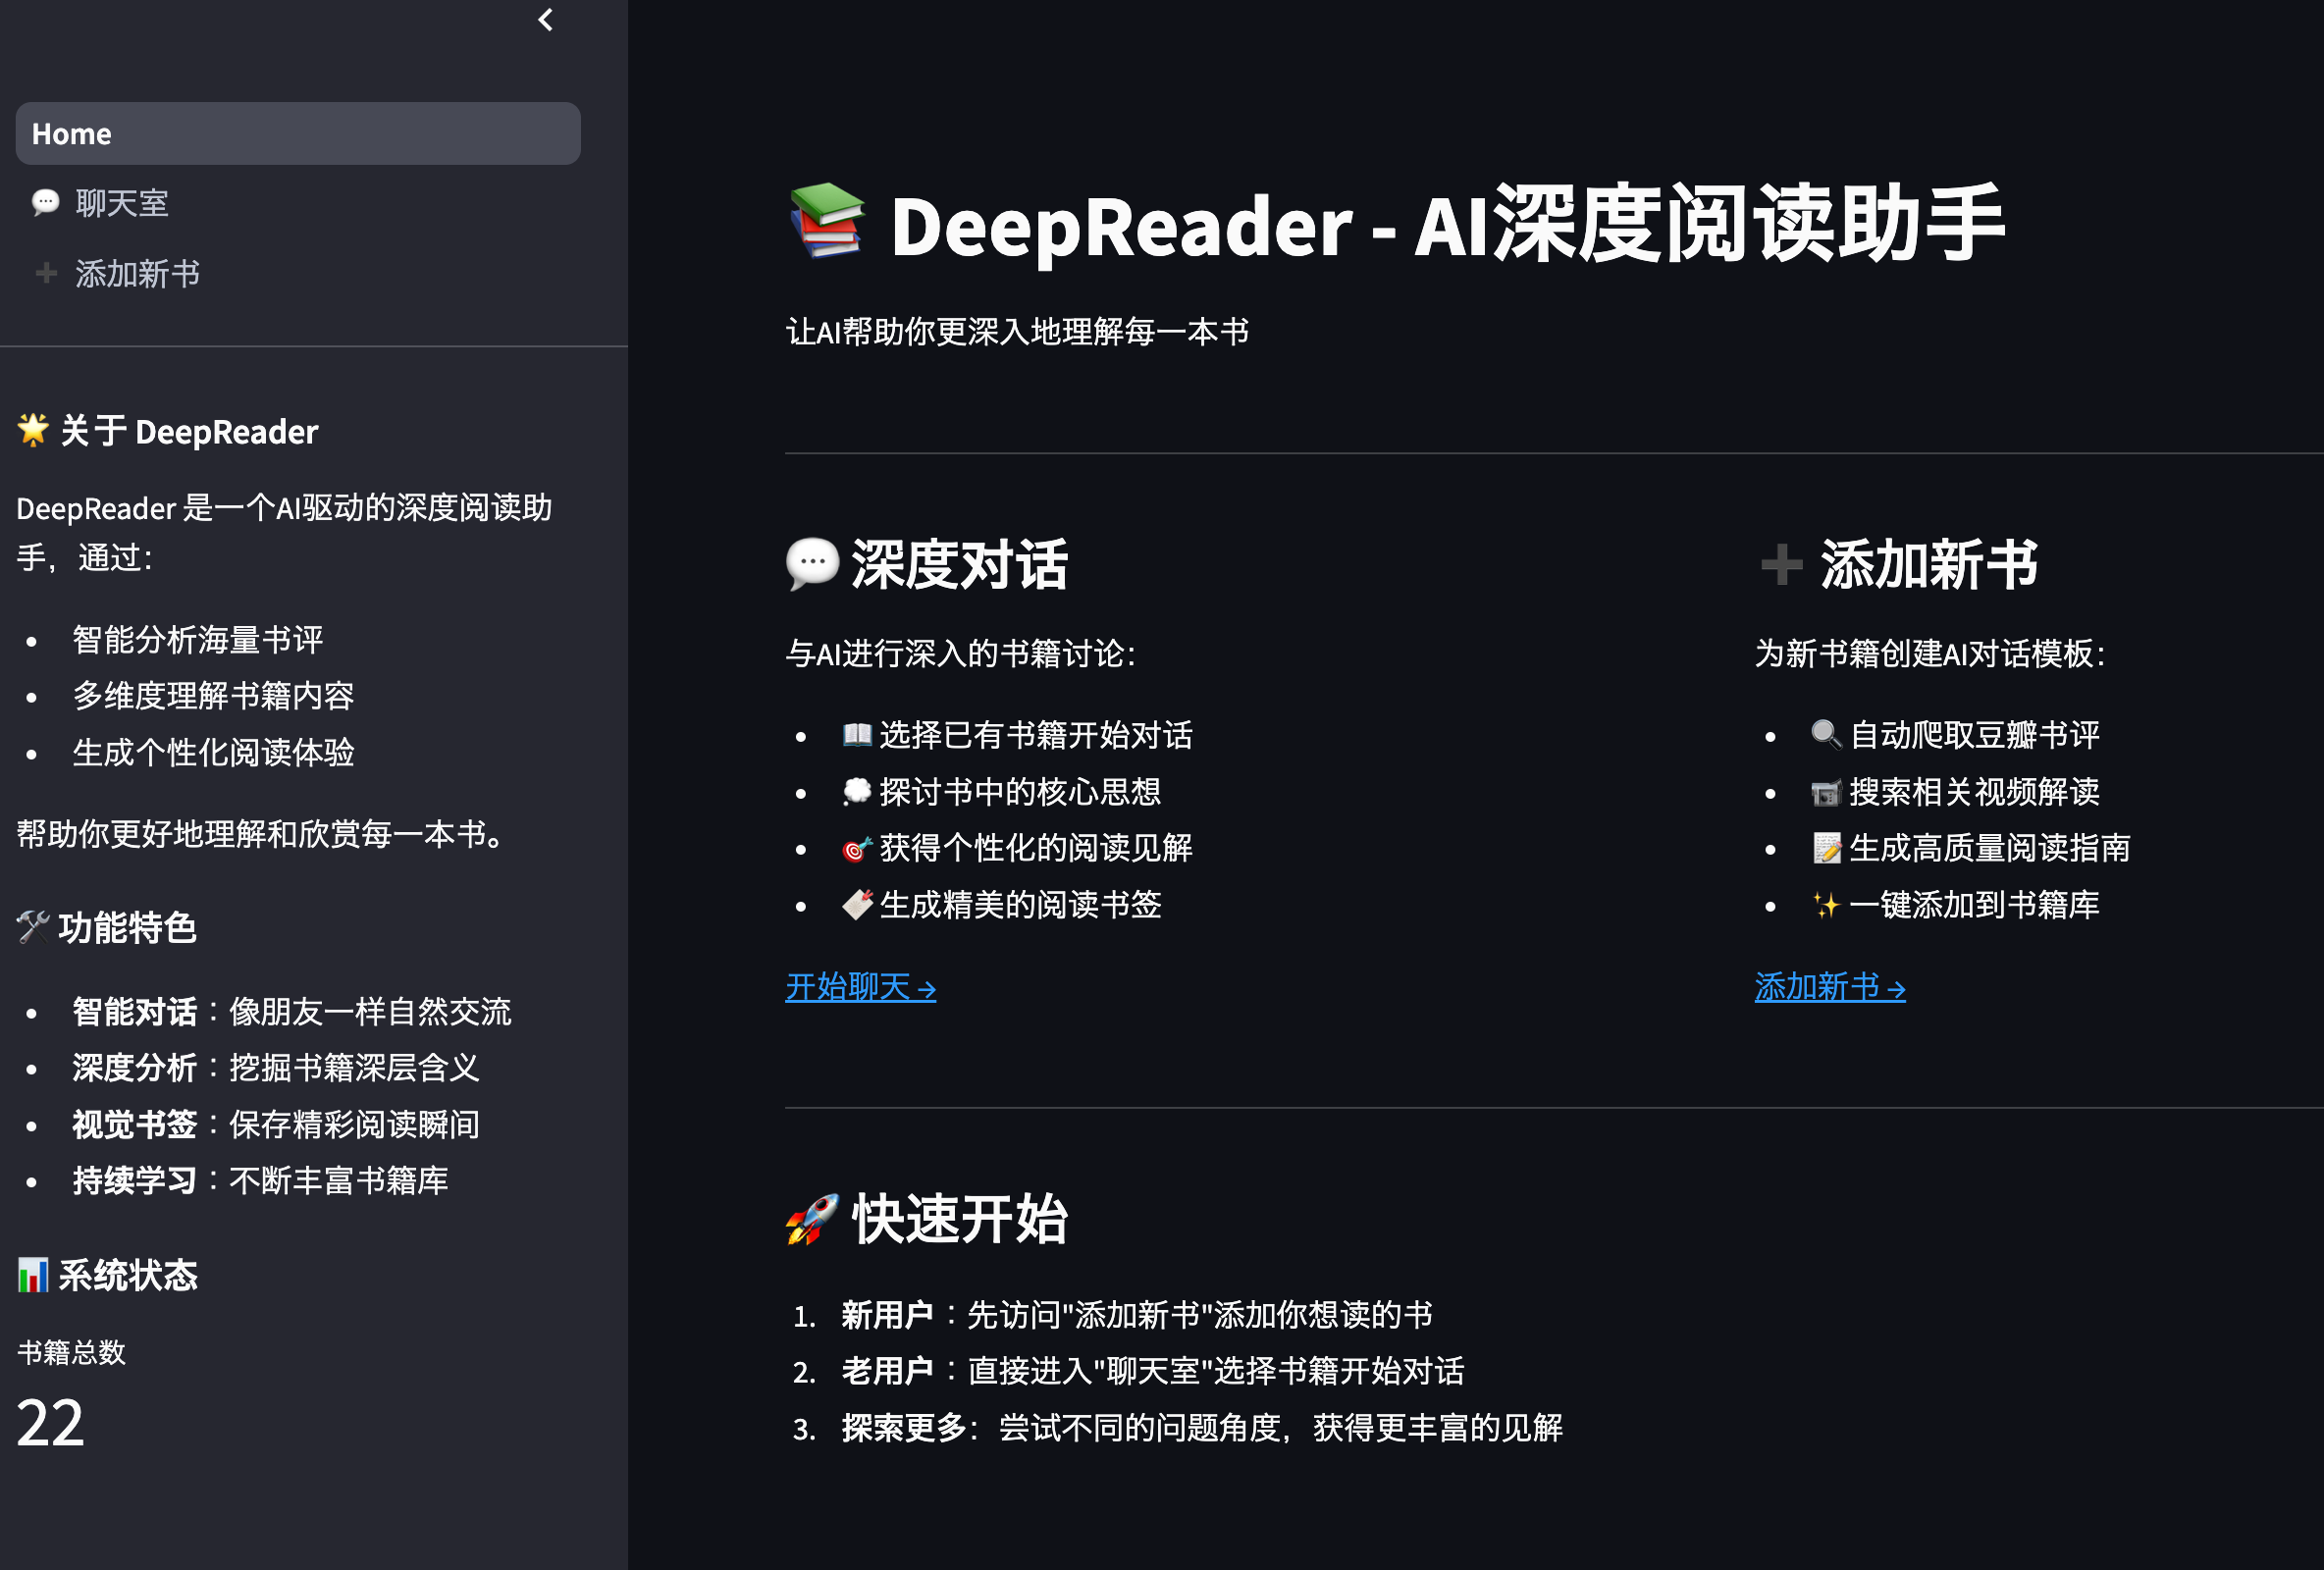 Home
💬 聊天室
➕ 添加新书
🌟 关于 DeepReader
DeepReader 是一个AI驱动的深度阅读助
手，通过：
• 智能分析海量书评
• 多维度理解书籍内容
• 生成个性化阅读体验
帮助你更好地理解和欣赏每一本书。
🛠️ 功能特色
• 智能对话：像朋友一样自然交流
• 深度分析：挖掘书籍深层含义
• 视觉书签：保存精彩阅读瞬间
• 持续学习：不断丰富书籍库
📊 系统状态
书籍总数
22
📚 DeepReader - AI深度阅读助手
让AI帮助你更深入地理解每一本书
💬 深度对话
与AI进行深入的书籍讨论：
• 📖 选择已有书籍开始对话
• 💭 探讨书中的核心思想
• 🎯 获得个性化的阅读见解
• 🔖 生成精美的阅读书签
开始聊天 →
➕ 添加新书
为新书籍创建AI对话模板：
• 🔍 自动爬取豆瓣书评
• 📹 搜索相关视频解读
• 📝 生成高质量阅读指南
• ✨ 一键添加到书籍库
添加新书 →
🚀 快速开始
1. 新用户：先访问"添加新书"添加你想读的书
2. 老用户：直接进入"聊天室"选择书籍开始对话
3. 探索更多：尝试不同的问题角度，获得更丰富的见解